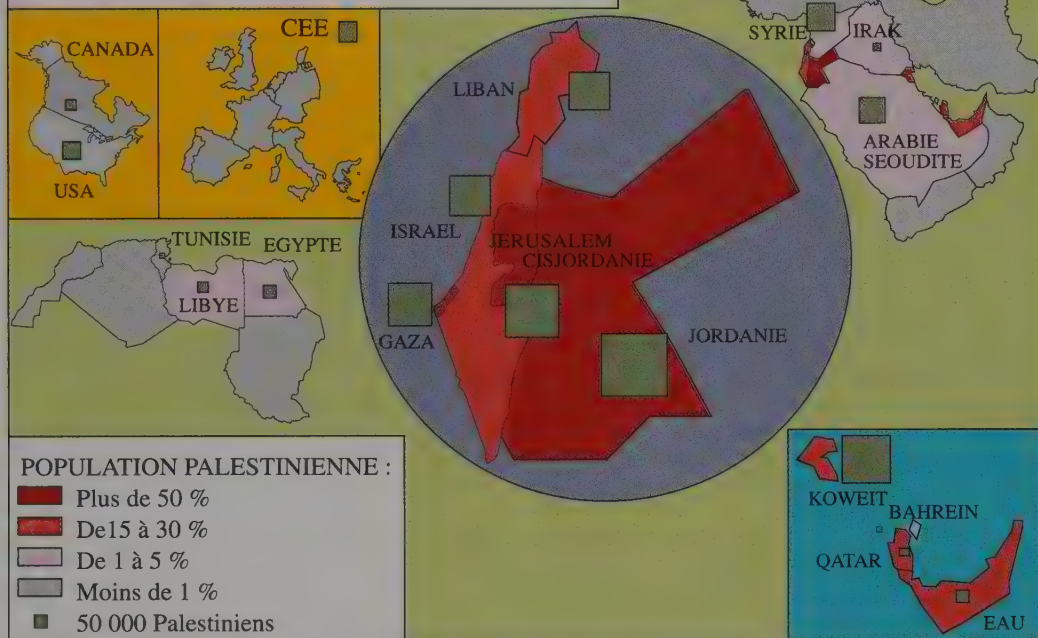 CANADA
USA
CEE
TUNISIE
EGYPTE
LIBYE
LIBAN
ISRAEL
JERUSALEM
CISJORDANIE
GAZA
JORDANIE
SYRIE
IRAK
ARABIE
SEOUDITE
POPULATION PALESTINIENNE :
Plus de 50 %
De15 à 30 %
De 1 à 5 %
Moins de 1 %
50 000 Palestiniens
KOWEIT
BAHREIN
QATAR
EAU